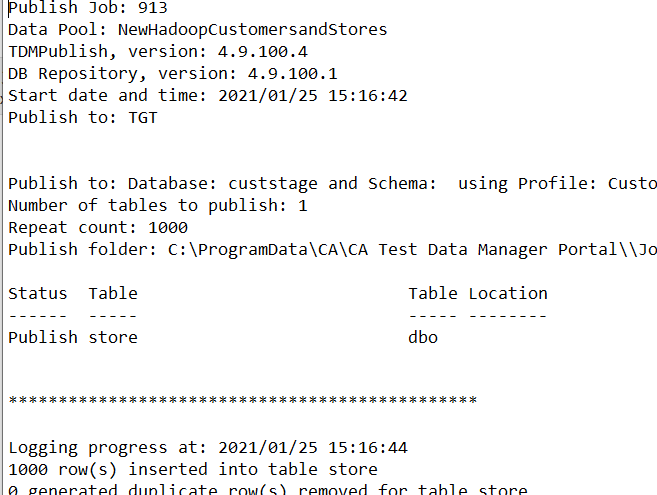 Publish Job: 913
Data Pool: NewHadoopCustomersandStores
TDMPublish, version: 4.9.100.4
DB Repository, version: 4.9.100.1
Start date and time: 2021/01/25 15:16:42
Publish to: TGT
Publish to: Database: custstage and Schema:  using Profile: Custo
Number of tables to publish: 1
Repeat count: 1000
Publish folder: C:\ProgramData\CA\CA Test Data Manager Portal\\Jo
Status  Table                           Table Location
------  -----                           ----- --------
Publish store                           dbo
***********************************************
Logging progress at: 2021/01/25 15:16:44
1000 row(s) inserted into table store
0 generated duplicate row(s) removed for table store